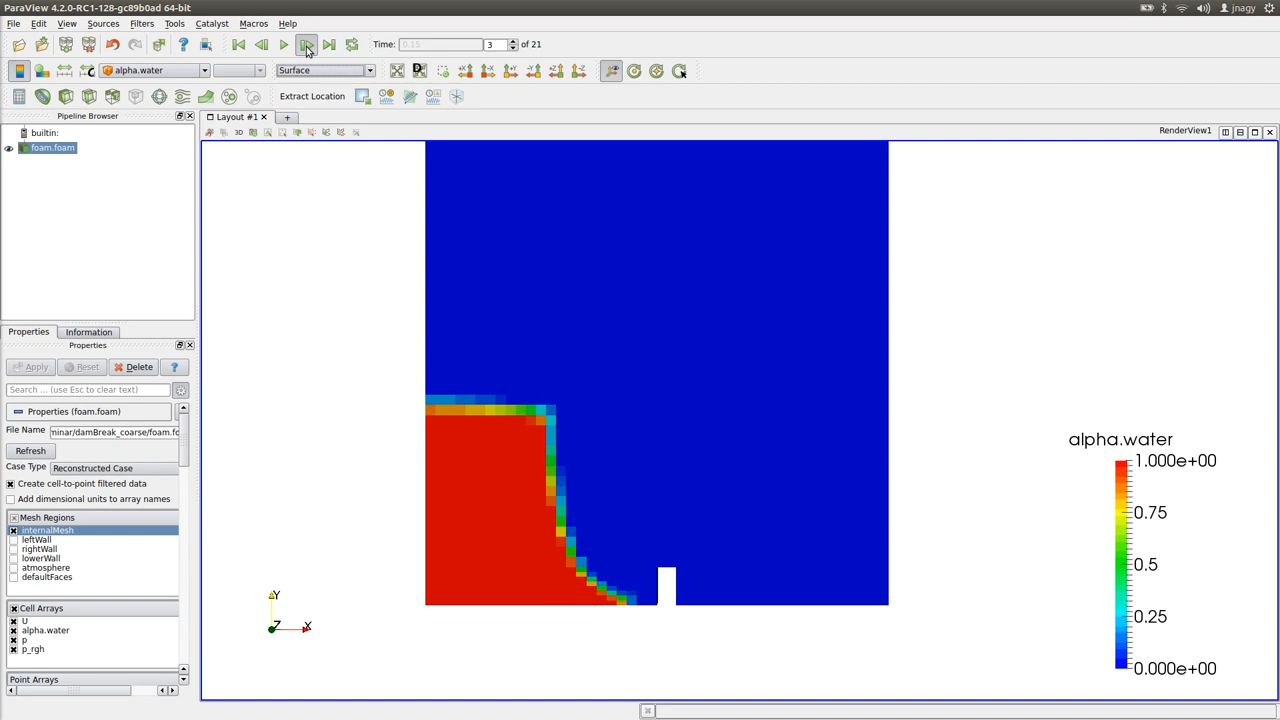 ParaView 4.2.0-RC1-128-gc89b0ad 64-bit
jnagy
File Edit View Sources Filters Tools Catalyst Macros Help
Time: 0.15 3 of 21
alpha.water Surface
Extract Location
Pipeline Browser
Layout #1
builtin:
3D
RenderView1
foam.foam
Properties Information
Properties
Apply Reset Delete ?
Search ... (use Esc to clear text)
Properties (foam.foam)
File Name minar/damBreak_coarse/foam.fo
Refresh
Case Type Reconstructed Case
Create cell-to-point filtered data
Add dimensional units to array names
Mesh Regions
internalMesh
leftWall
rightWall
lowerWall
atmosphere
defaultFaces
Cell Arrays
U
alpha.water
p
p_rgh
Point Arrays
Y
Z X
alpha.water
1.000e+00
0.75
0.5
0.25
0.000e+00